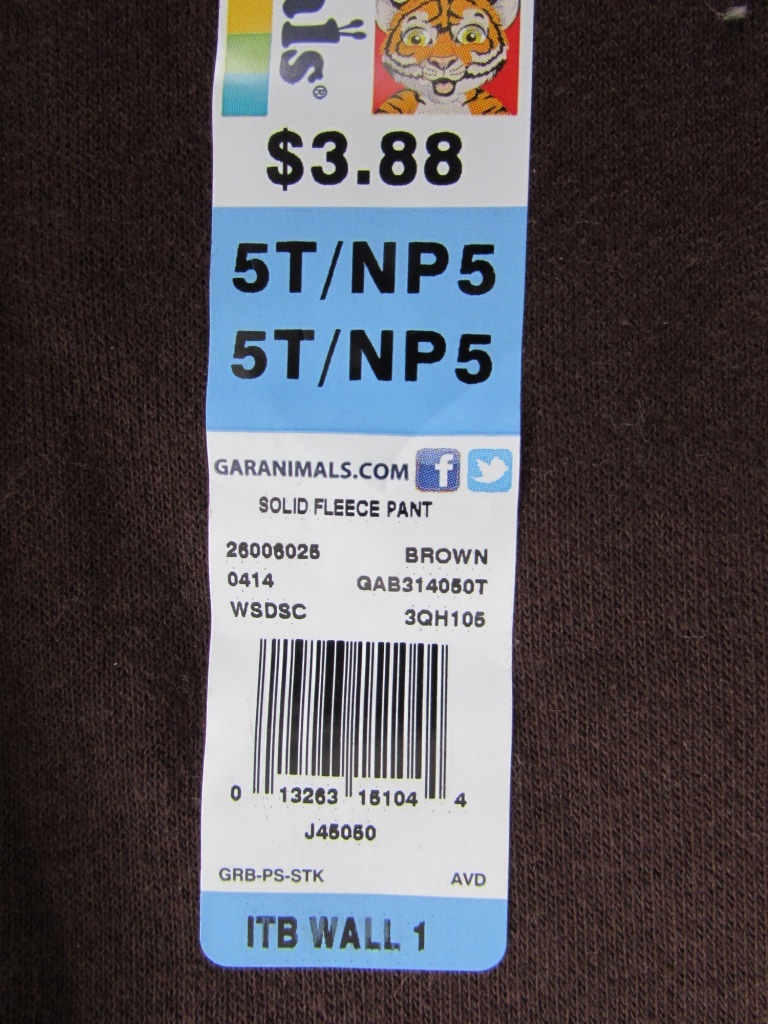 $3.88
5T/NP5
5T/NP5
GARANIMALS.COM
SOLID FLEECE PANT
26006025 BROWN
0414 GAB314050T
WSDSC 3QH105
0 13263 15104 4
J45050
GRB-PS-STK AVD
ITB WALL 1